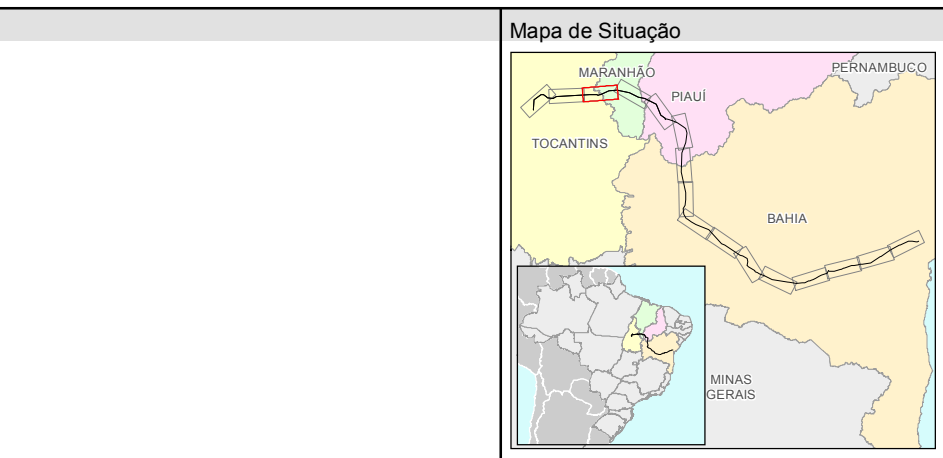 Mapa de Situação
PERNAMBUCO
MARANHÃO
PIAUÍ
TOCANTINS
BAHIA
MINAS
GERAIS